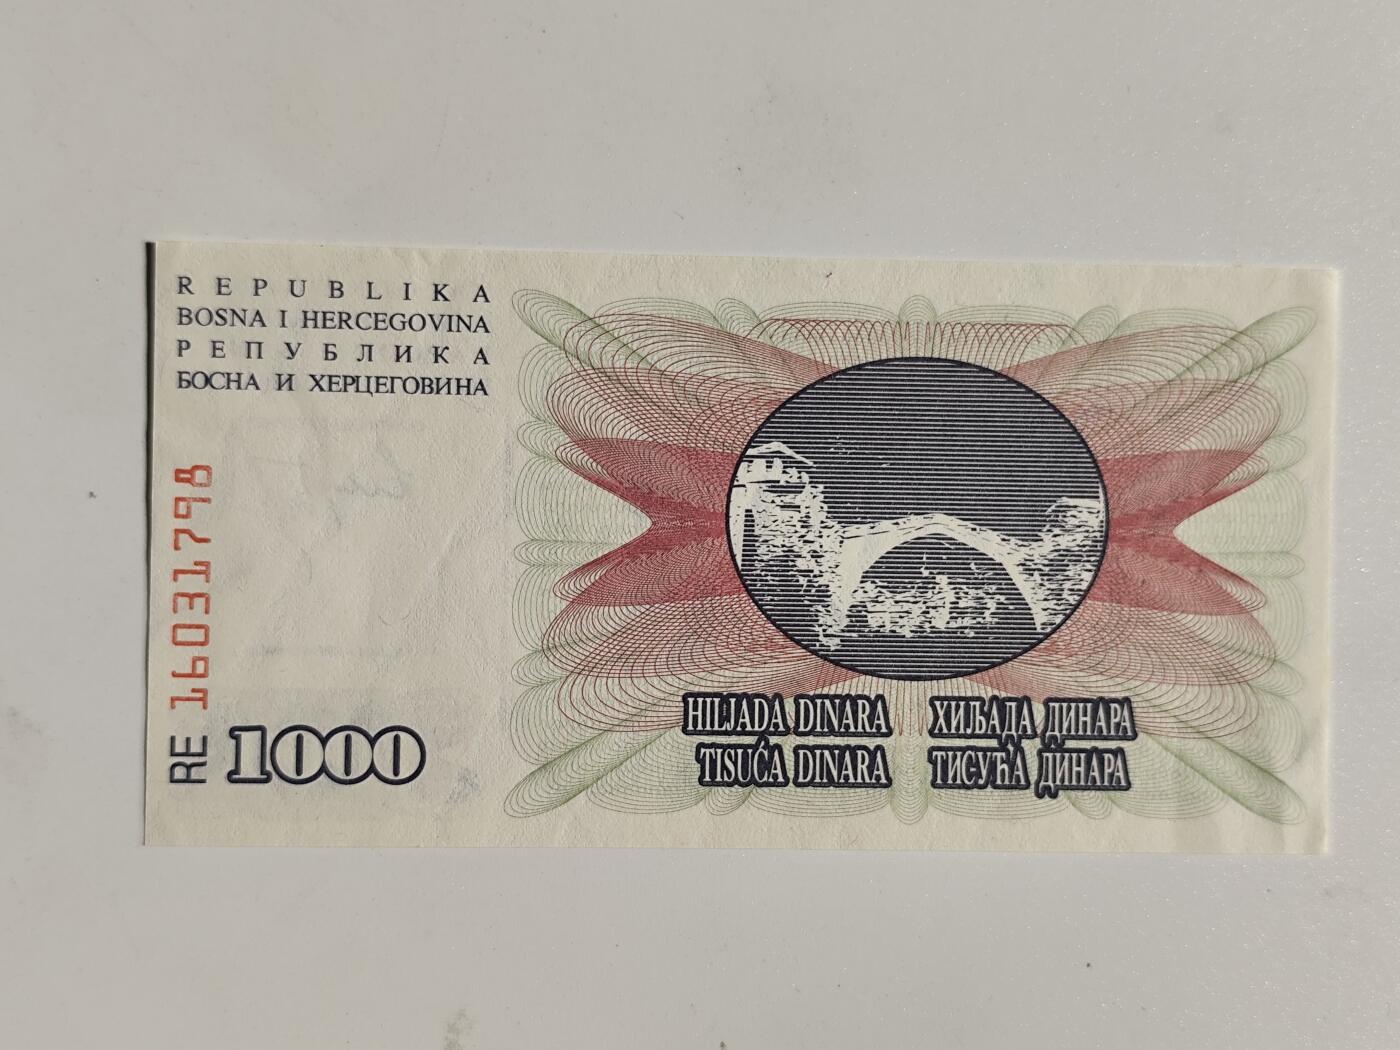 REPUBLIKA
BOSNA I HERCEGOVINA
РЕПУБЛИКА
БОСНА И ХЕРЦЕГОВИНА
RE 16031798
1000
HILJADA DINARA ХИЉАДА ДИНАРА
TISUĆA DINARA ТИСУЋА ДИНАРА